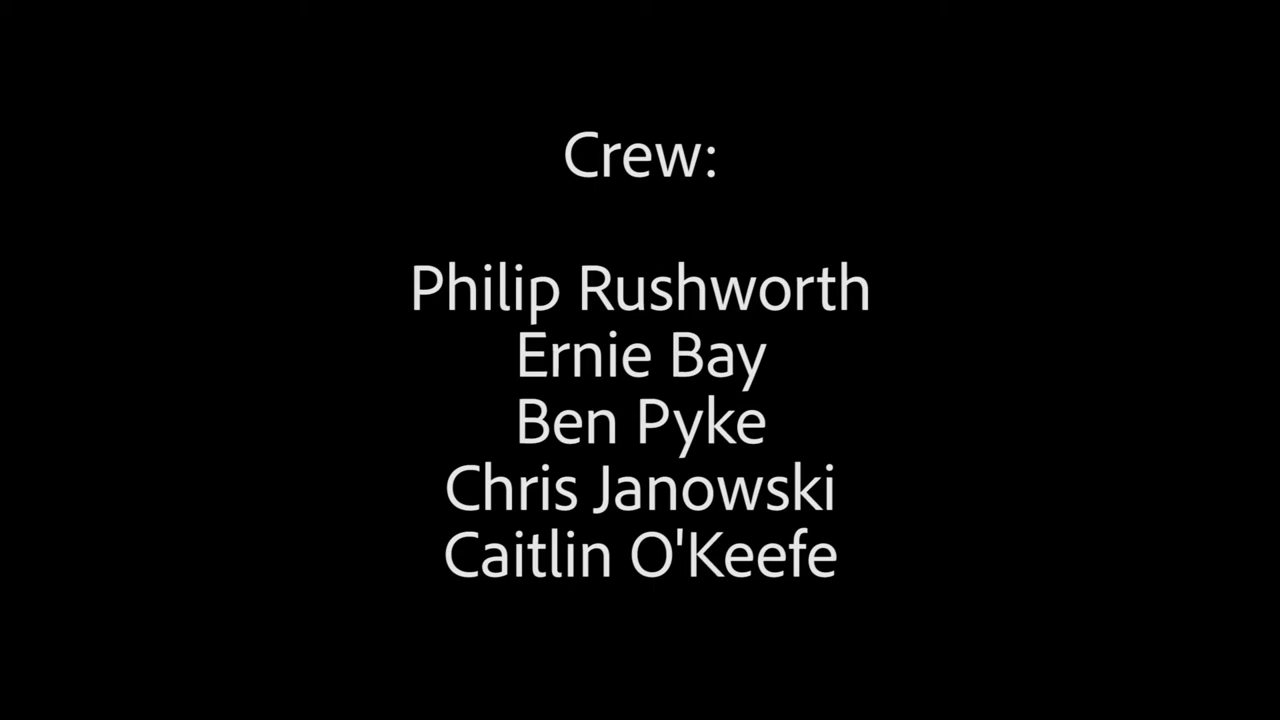 Crew:
Philip Rushworth
Ernie Bay
Ben Pyke
Chris Janowski
Caitlin O'Keefe